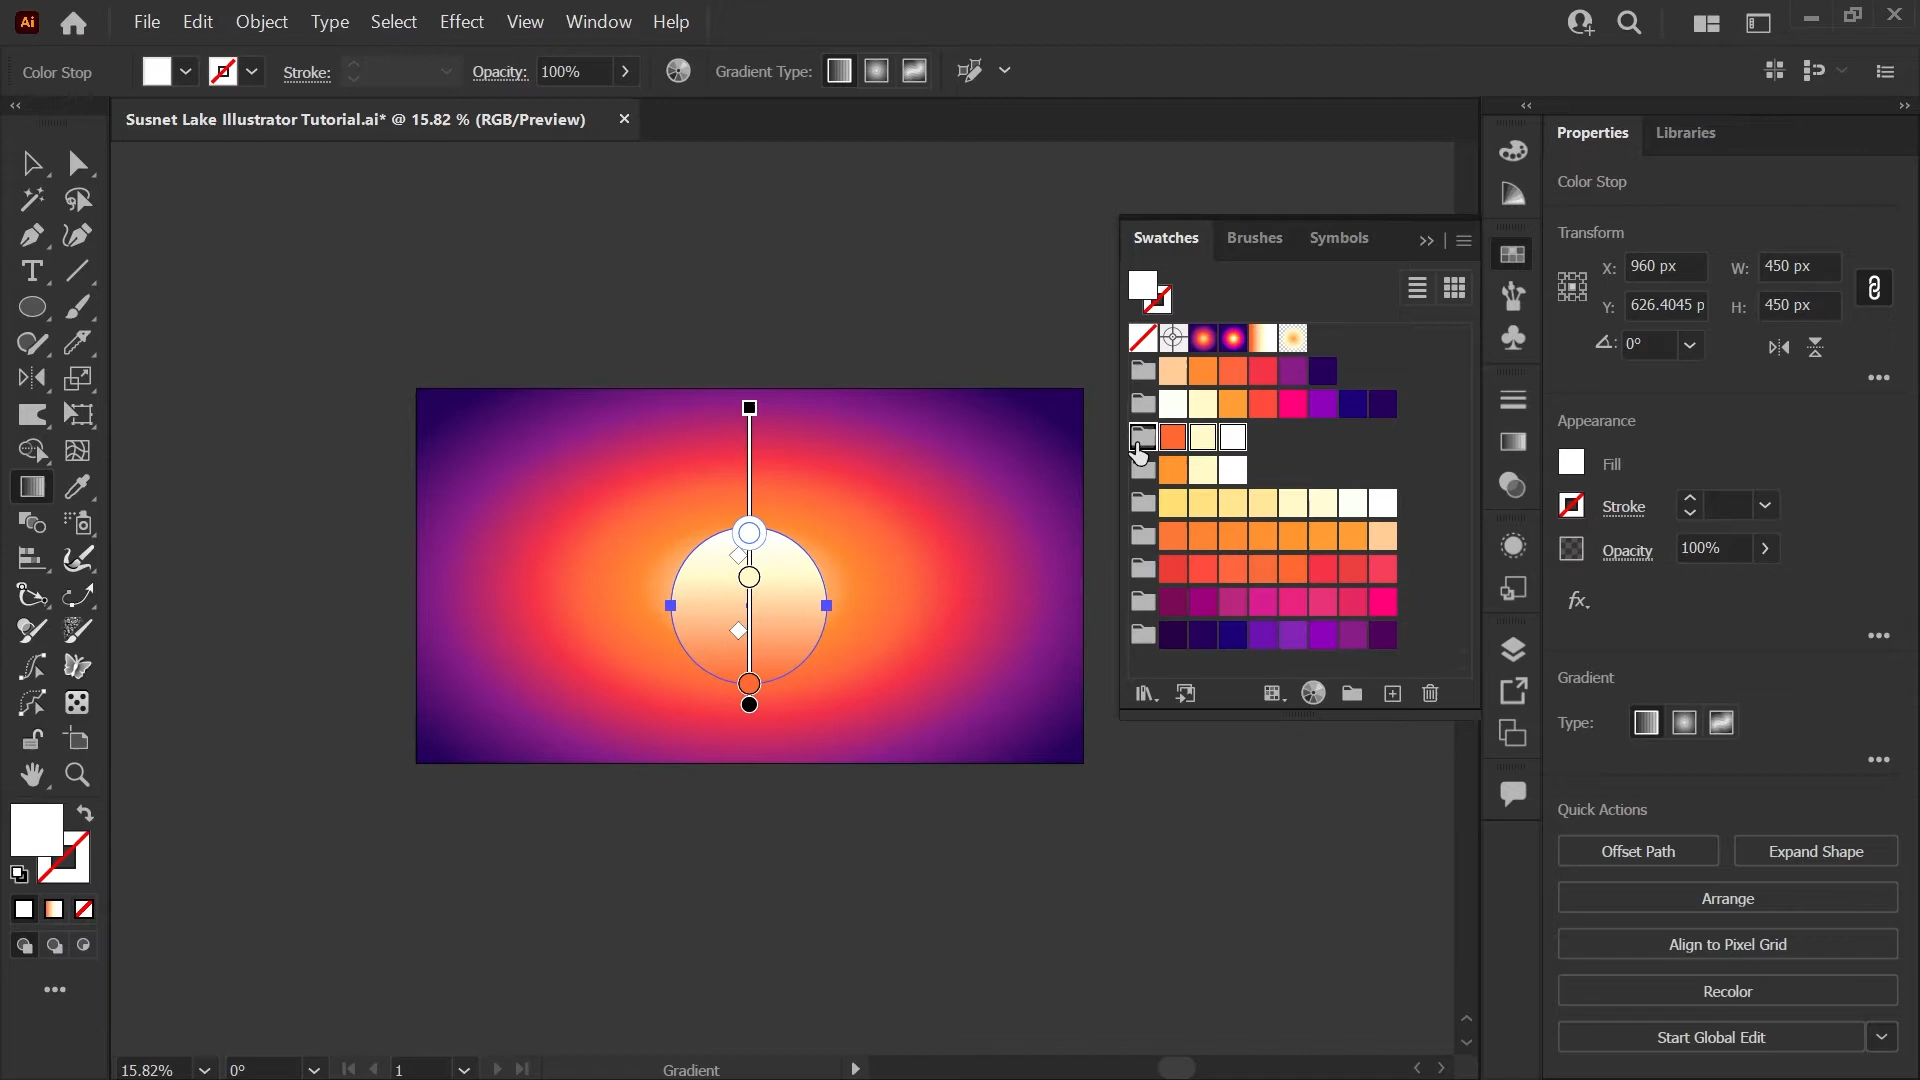 Ai File Edit Object Type Select Effect View Window Help
Color Stop Stroke: Opacity: 100% Gradient Type:
Susnet Lake Illustrator Tutorial.ai* @ 15.82 % (RGB/Preview)
Properties Libraries
Color Stop
Transform
X: 960 px W: 450 px
Y: 626.4045 p H: 450 px
0°
Swatches Brushes Symbols
Appearance
Fill
Stroke
Opacity 100%
fx
Gradient
Type:
Quick Actions
Offset Path Expand Shape
Arrange
Align to Pixel Grid
Recolor
Start Global Edit
15.82% 0° 1 Gradient